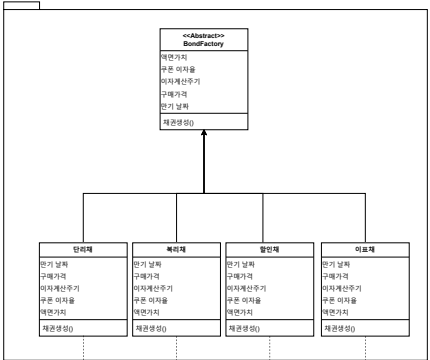 <<Abstract>>
BondFactory
액면가치
쿠폰 이자율
이자계산주기
구매가격
만기 날짜
채권생성()
단리채
만기 날짜
구매가격
이자계산주기
쿠폰 이자율
액면가치
채권생성()
복리채
만기 날짜
구매가격
이자계산주기
쿠폰 이자율
액면가치
채권생성()
할인채
만기 날짜
구매가격
이자계산주기
쿠폰 이자율
액면가치
채권생성()
이표채
만기 날짜
구매가격
이자계산주기
쿠폰 이자율
액면가치
채권생성()